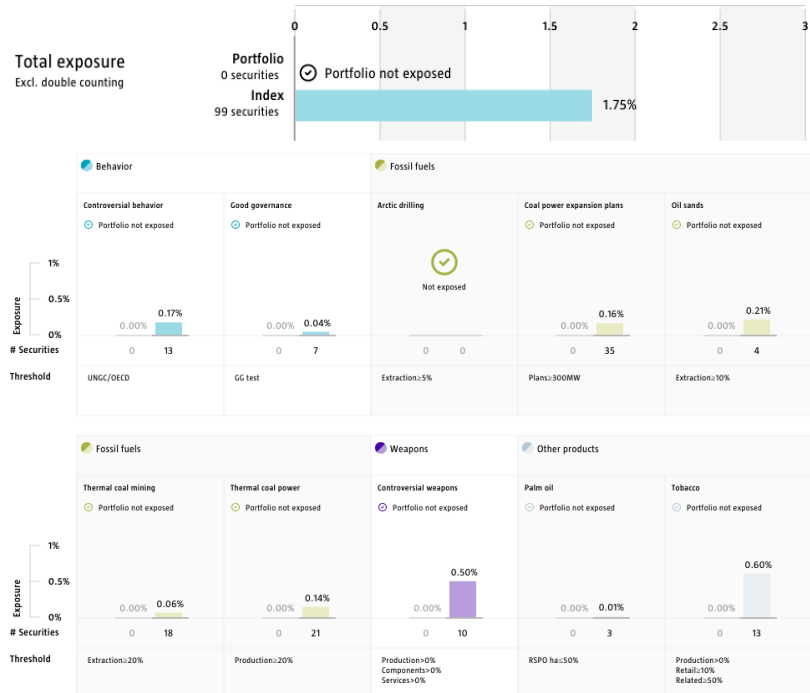 0 0.5 1 1.5 2 2.5 3
Total exposure
Excl. double counting
Portfolio
0 securities
Portfolio not exposed
Index
99 securities
1.75%
Behavior Fossil fuels
Controversial behavior Good governance Arctic drilling Coal power expansion plans Oil sands
Portfolio not exposed Portfolio not exposed Portfolio not exposed Portfolio not exposed
Not exposed
Exposure
1%
0.5%
0%
0.00% 0.17% 0.00% 0.04% 0.00% 0.16% 0.00% 0.21%
# Securities 0 13 0 7 0 0 0 35 0 4
Threshold UNGC/OECD GG test Extraction≥5% Plans≥300MW Extraction≥10%
Fossil fuels Weapons Other products
Thermal coal mining Thermal coal power Controversial weapons Palm oil Tobacco
Portfolio not exposed Portfolio not exposed Portfolio not exposed Portfolio not exposed Portfolio not exposed
Exposure
1%
0.5%
0%
0.00% 0.06% 0.00% 0.14% 0.00% 0.50% 0.00% 0.01% 0.00% 0.60%
# Securities 0 18 0 21 0 10 0 3 0 13
Threshold Extraction≥20% Production≥20% Production>0% RSPO ha≤50% Production>0%
Components>0% Retail≥10%
Services>0% Related≥50%